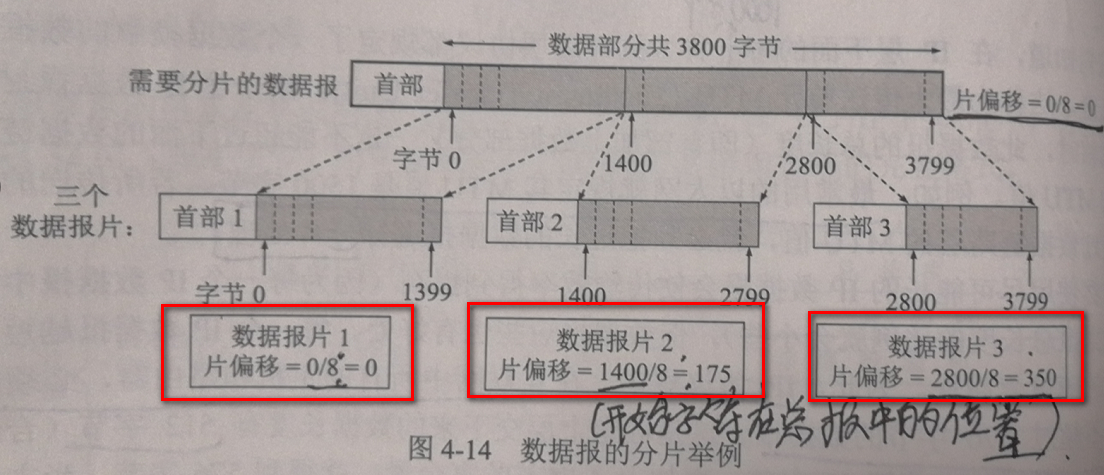 数据部分共 3800 字节
需要分片的数据报 首部
片偏移 = 0/8 = 0
字节 0 1400 2800 3799
三个
数据报片：
首部 1 首部 2 首部 3
字节 0 1399 1400 2799 2800 3799
数据报片 1
片偏移 = 0/8 = 0
数据报片 2
片偏移 = 1400/8 = 175
数据报片 3
片偏移 = 2800/8 = 350
(开始字节在总报中的位置)
图 4-14 数据报的分片举例